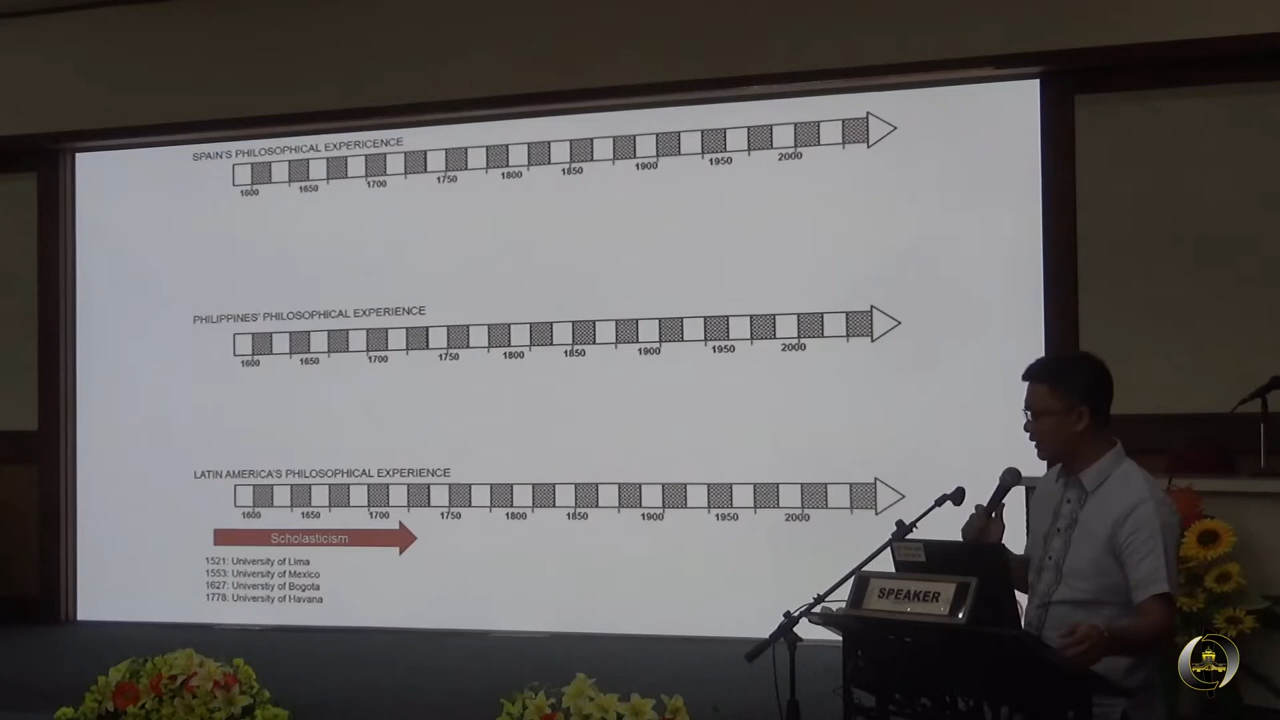 SPAIN'S PHILOSOPHICAL EXPERICENCE
1600 1650 1700 1750 1800 1850 1900 1950 2000
PHILIPPINES' PHILOSOPHICAL EXPERIENCE
1600 1650 1700 1750 1800 1850 1900 1950 2000
LATIN AMERICA'S PHILOSOPHICAL EXPERIENCE
1600 1650 1700 1750 1800 1850 1900 1950 2000
Scholasticism
1521: University of Lima
1553: University of Mexico
1627: Universtiy of Bogota
1778: University of Havana
SPEAKER